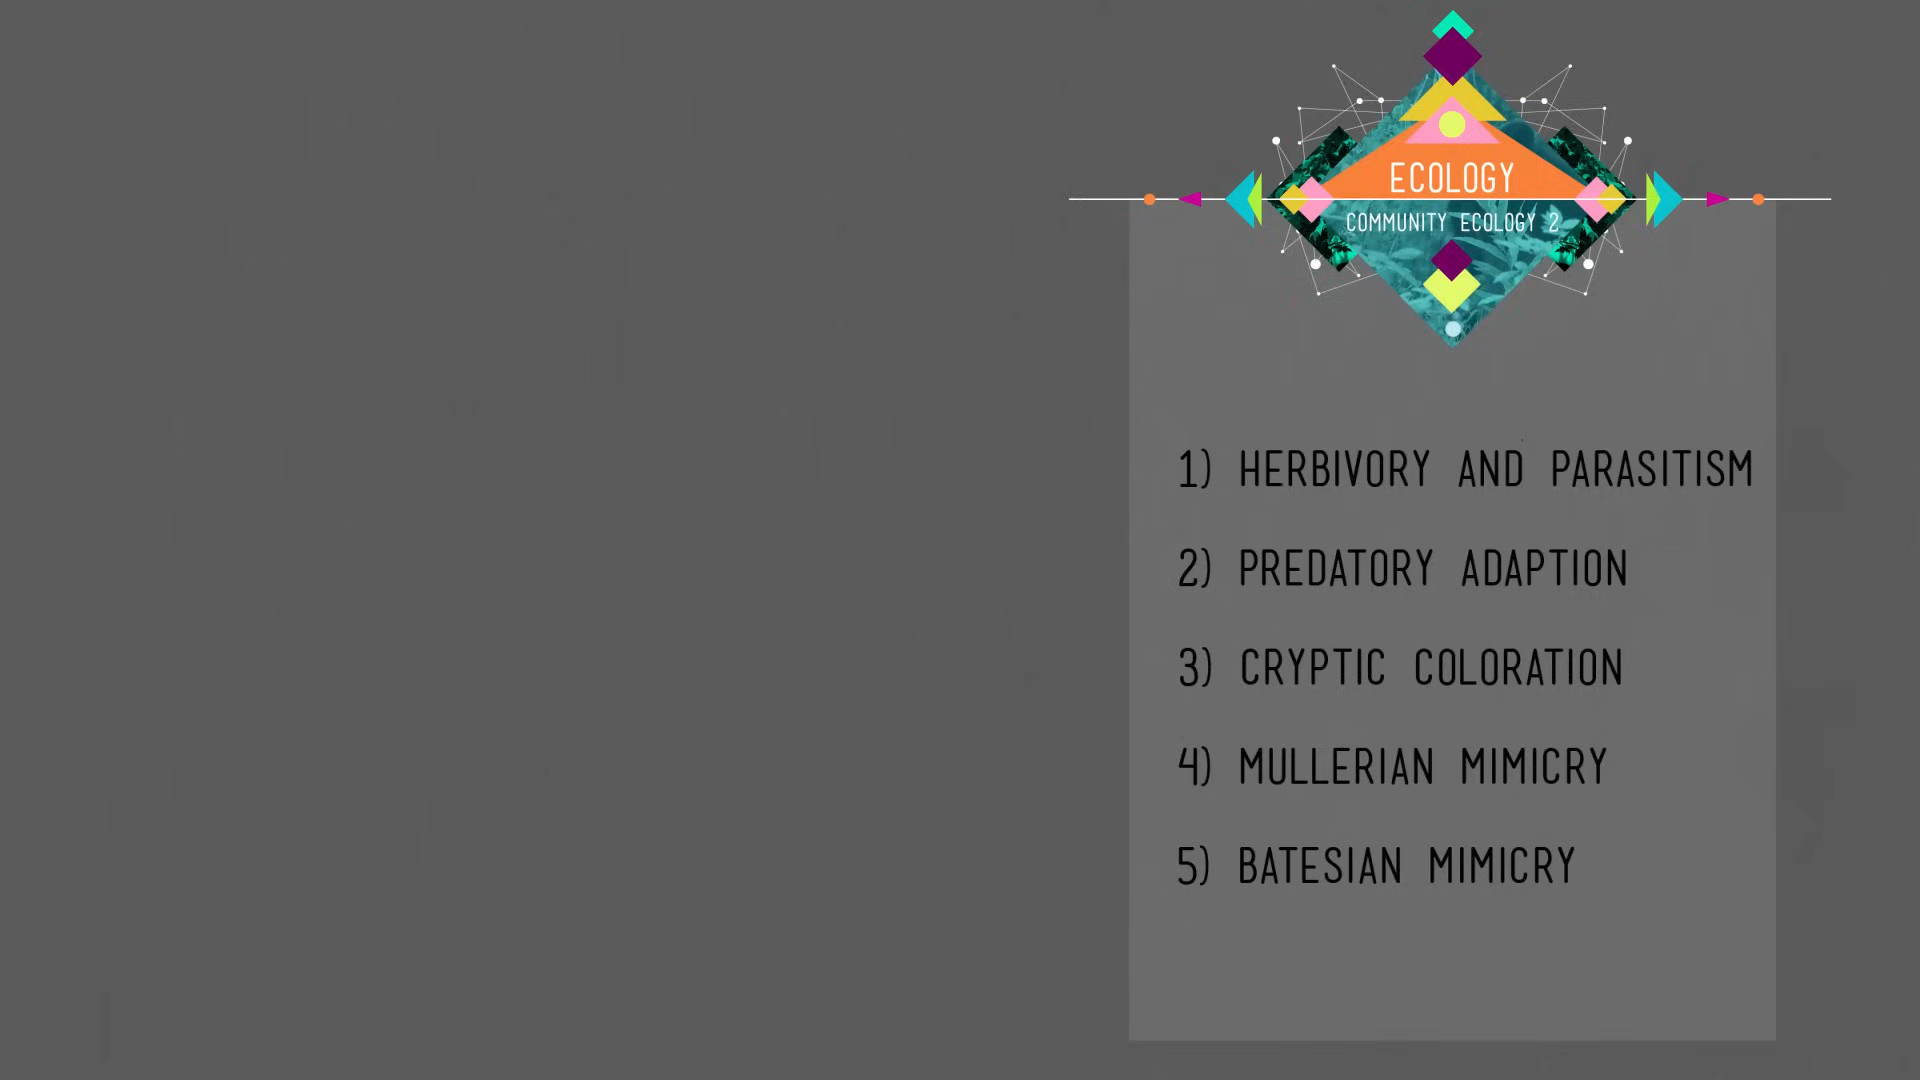 ECOLOGY
COMMUNITY ECOLOGY 2
1) HERBIVORY AND PARASITISM
2) PREDATORY ADAPTION
3) CRYPTIC COLORATION
4) MULLERIAN MIMICRY
5) BATESIAN MIMICRY